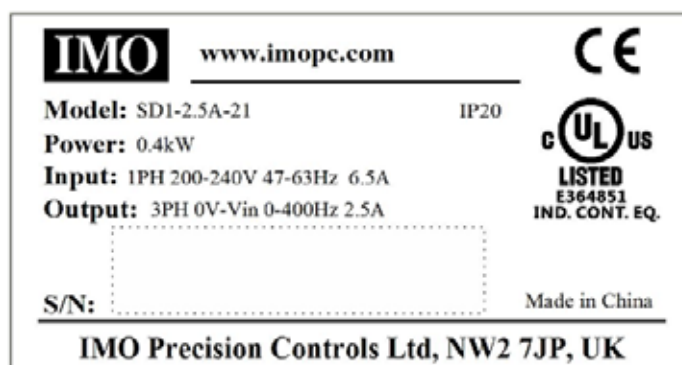 IMO www.imopc.com CE
Model: SD1-2.5A-21 IP20
Power: 0.4kW
Input: 1PH 200-240V 47-63Hz 6.5A
Output: 3PH 0V-Vin 0-400Hz 2.5A
C UL US
LISTED
E364851
IND. CONT. EQ.
S/N: Made in China
IMO Precision Controls Ltd, NW2 7JP, UK